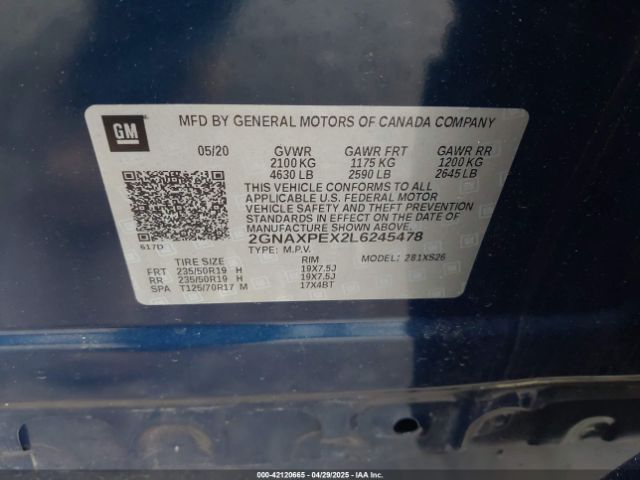 GM
MFD BY GENERAL MOTORS OF CANADA COMPANY
05/20 GVWR GAWR FRT GAWR RR
2100 KG 1175 KG 1200 KG
4630 LB 2590 LB 2645 LB
THIS VEHICLE CONFORMS TO ALL
APPLICABLE U.S. FEDERAL MOTOR
VEHICLE SAFETY AND THEFT PREVENTION
STANDARDS IN EFFECT ON THE DATE OF
MANUFACTURE SHOWN ABOVE.
2GNAXPEX2L6245478
617D TYPE: M.P.V. MODEL: 281XS26
TIRE SIZE RIM
FRT 235/50R19 H 19X7.5J
RR 235/50R19 H 19X7.5J
SPA T125/70R17 M 17X4BT
000-42120665 04/29/2025 - IAAI.COM